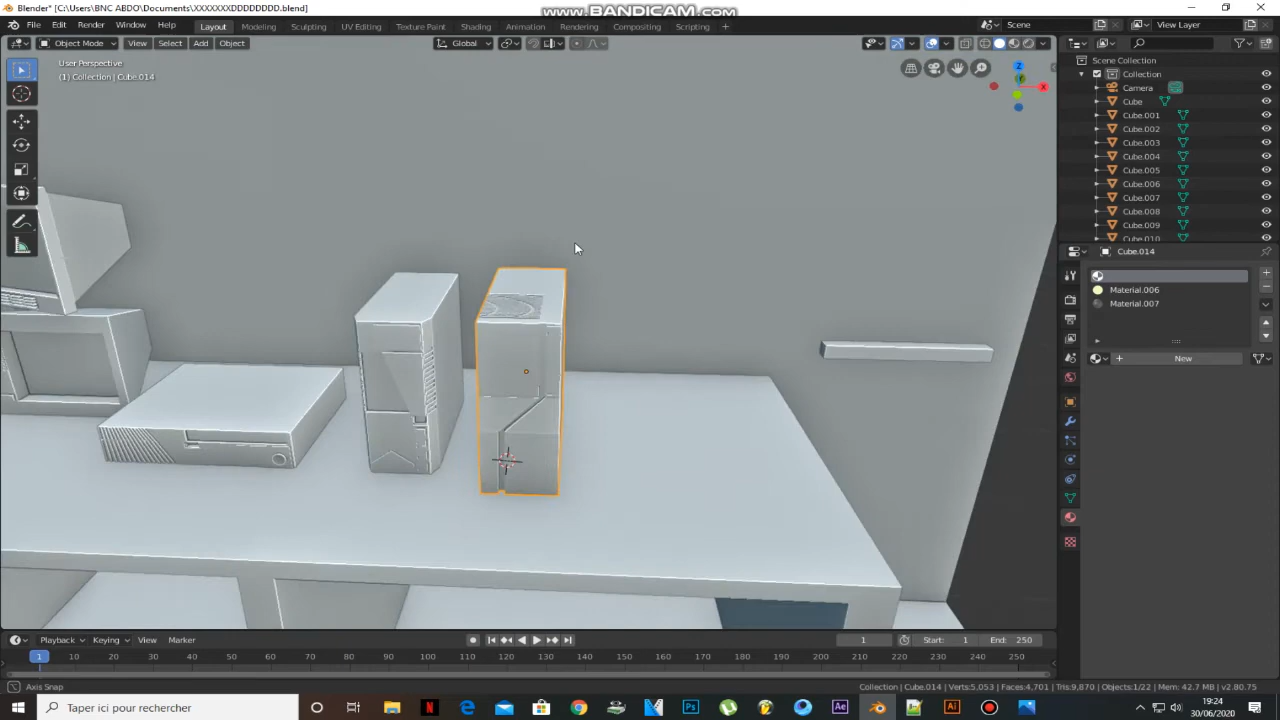 Blender* [C:\Users\BNC ABDO\Documents\XXXXXXXDDDDDDDD.blend]
www.BANDICAM.com
File Edit Render Window Help Layout Modeling Sculpting UV Editing Texture Paint Shading Animation Rendering Compositing Scripting + Scene View Layer
Object Mode View Select Add Object Global
User Perspective
(1) Collection | Cube.014
Z
Y
X
Scene Collection
Collection
Camera
Cube
Cube.001
Cube.002
Cube.003
Cube.004
Cube.005
Cube.006
Cube.007
Cube.008
Cube.009
Cube.010
Cube.014
Material.006
Material.007
New
Playback Keying View Marker 1 Start: 1 End: 250
1 10 20 30 40 50 60 70 80 90 100 110 120 130 140 150 160 170 180 190 200 210 220 230 240 250
Axis Snap
Collection | Cube.014 | Verts:5,053 | Faces:4,701 | Tris:9,870 | Objects:1/22 | Mem: 42.7 MB | v2.80.75
Taper ici pour rechercher
19:24
30/06/2020